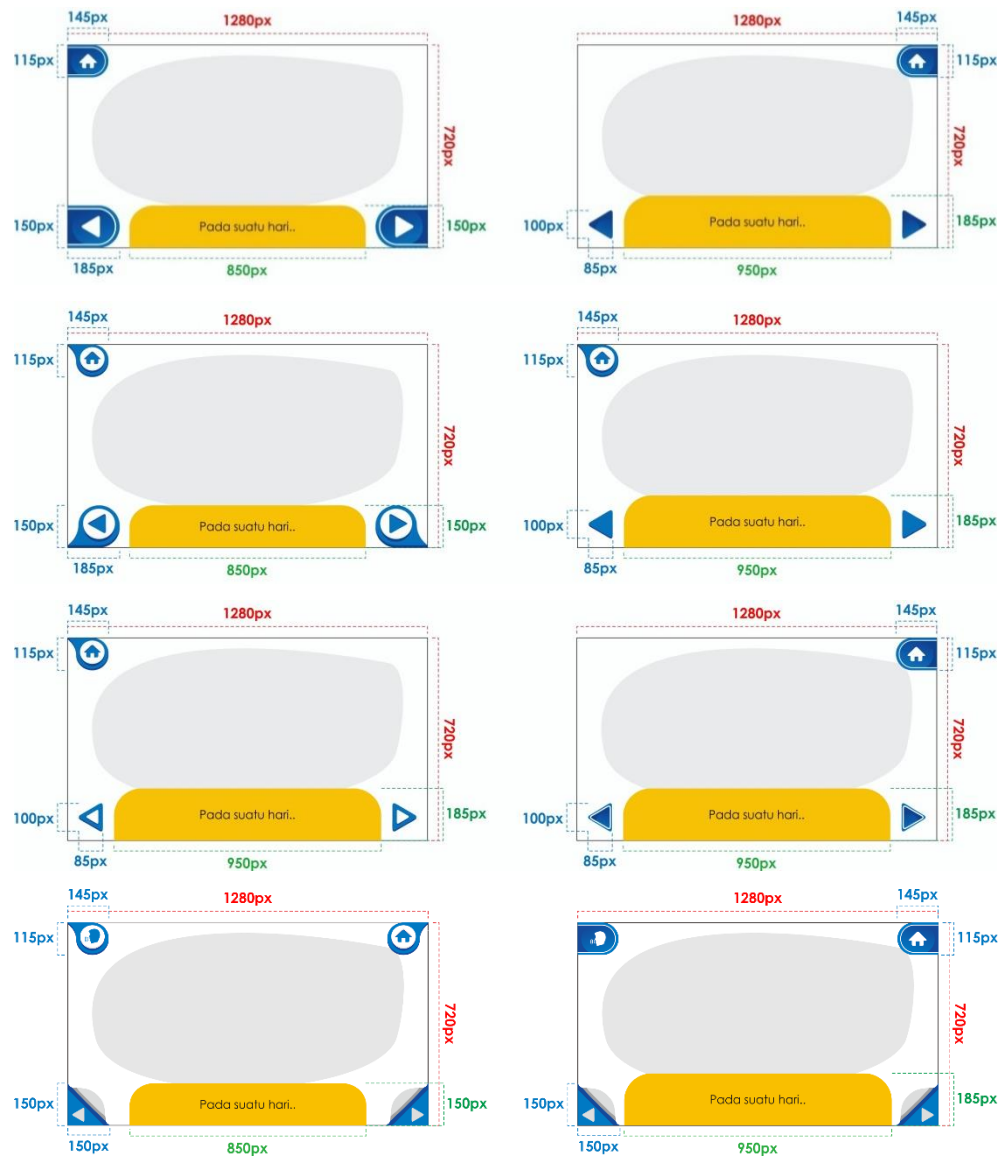 145px 1280px
115px
720px
150px Pada suatu hari.. 150px
185px 850px
1280px 145px
115px
720px
100px Pada suatu hari.. 185px
85px 950px
145px 1280px
115px
720px
150px Pada suatu hari.. 150px
185px 850px
145px 1280px
115px
720px
100px Pada suatu hari.. 185px
85px 950px
145px 1280px
115px
720px
100px Pada suatu hari.. 185px
85px 950px
1280px 145px
115px
720px
100px Pada suatu hari.. 185px
85px 950px
145px 1280px
115px
720px
150px Pada suatu hari.. 150px
150px 850px
1280px 145px
115px
720px
150px Pada suatu hari.. 185px
150px 950px